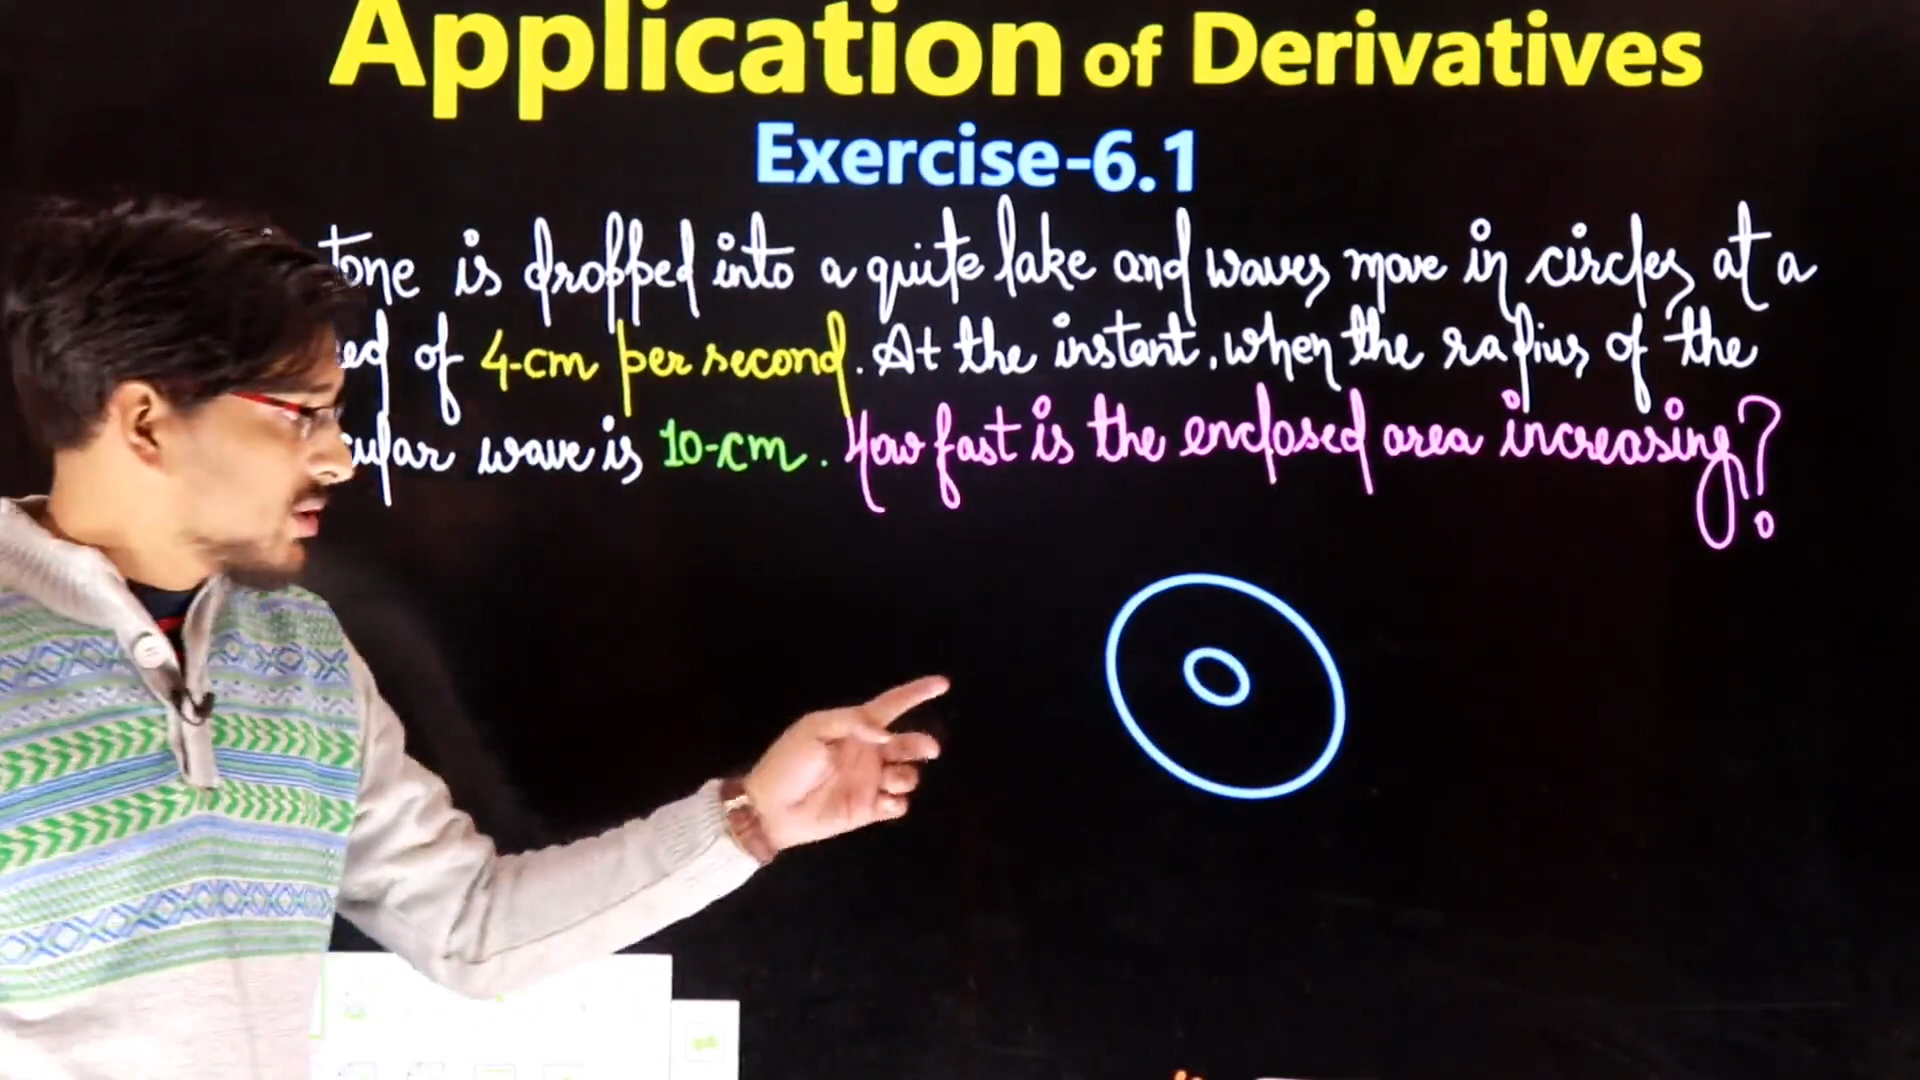 Application of Derivatives
Exercise-6.1
tone is dropped into a quite lake and waves move in circles at a
ed of 4-cm per second. At the instant, when the radius of the
cular wave is 10-cm. How fast is the enclosed area increasing?